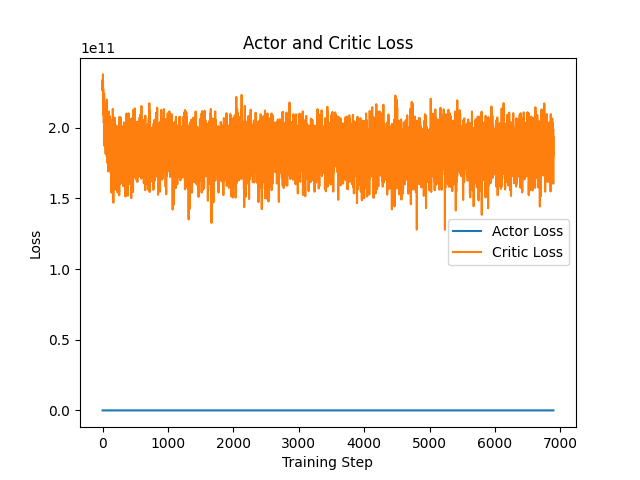 Actor and Critic Loss
1e11
2.0
1.5
1.0
0.5
0.0
Loss
Actor Loss
Critic Loss
0 1000 2000 3000 4000 5000 6000 7000
Training Step